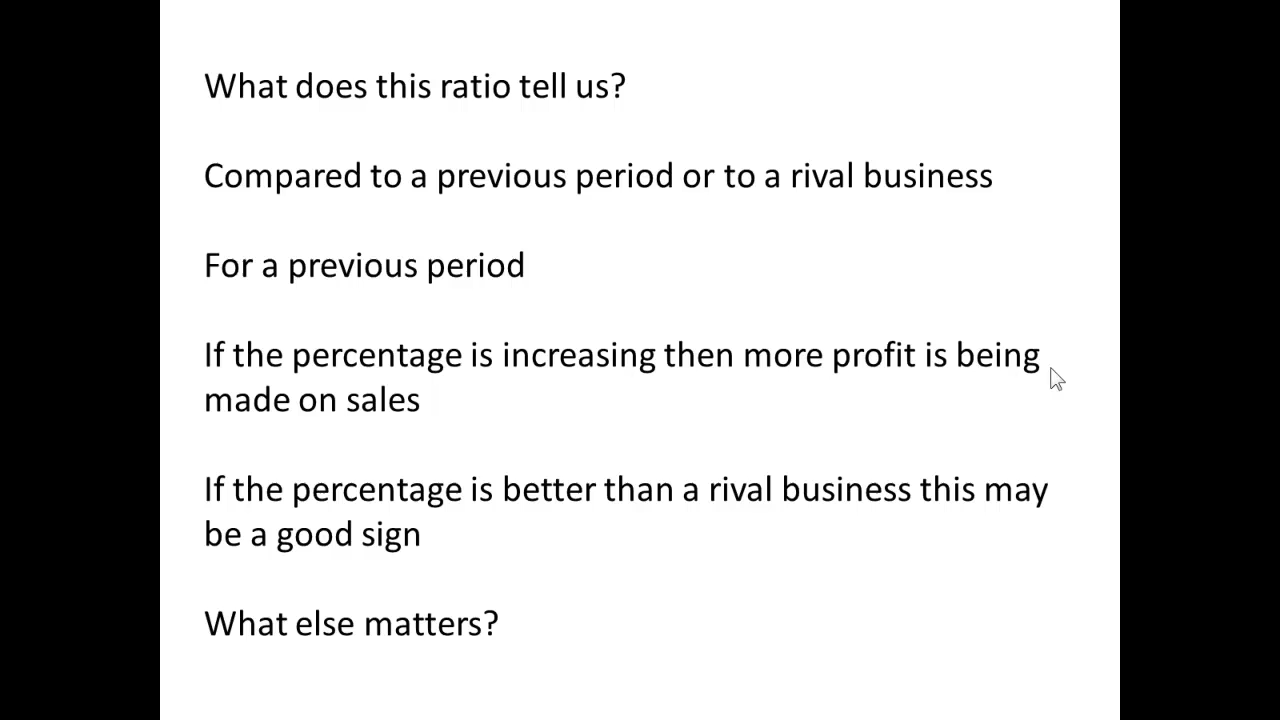 What does this ratio tell us?
Compared to a previous period or to a rival business
For a previous period
If the percentage is increasing then more profit is being
made on sales
If the percentage is better than a rival business this may
be a good sign
What else matters?